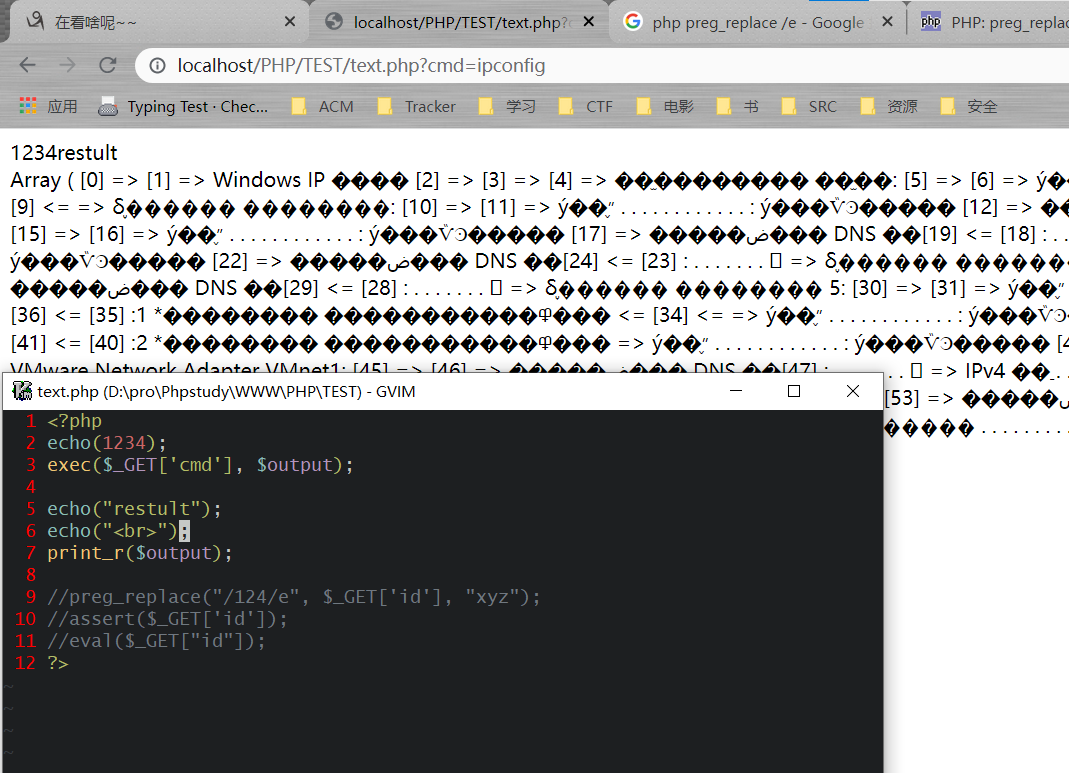 在看啥呢~~
localhost/PHP/TEST/text.php?c
php preg_replace /e - Google
php PHP: preg_replac
localhost/PHP/TEST/text.php?cmd=ipconfig
应用 Typing Test · Chec... ACM Tracker 学习 CTF 电影 书 SRC 资源 安全
1234restult
Array ( [0] => [1] => Windows IP ���� [2] => [3] => [4] => [5] => [6] =>
[9] <= => [10] => [11] => . . . . . . . . . . . . : [12] =>
[15] => [16] => . . . . . . . . . . . . : [17] => DNS ��[19] <= [18] : . .
[22] => DNS ��[24] <= [23] : . . . . . . . =>
DNS ��[29] <= [28] : . . . . . . . => 5: [30] => [31] =>
[36] <= [35] :1 * <= [34] <= => . . . . . . . . . . . . :
[41] <= [40] :2 * => . . . . . . . . . . . . : [4
VMware Network Adapter VMnet1: [45] => [46] => DNS ��[47] : . . => IPv4
text.php (D:\pro\Phpstudy\WWW\PHP\TEST) - GVIM
[53] =>
1 <?php
2 echo(1234);
3 exec($_GET['cmd'], $output);
4
5 echo("restult");
6 echo("<br>");
7 print_r($output);
8
9 //preg_replace("/124/e", $_GET['id'], "xyz");
10 //assert($_GET['id']);
11 //eval($_GET["id"]);
12 ?>
~
~
~
~